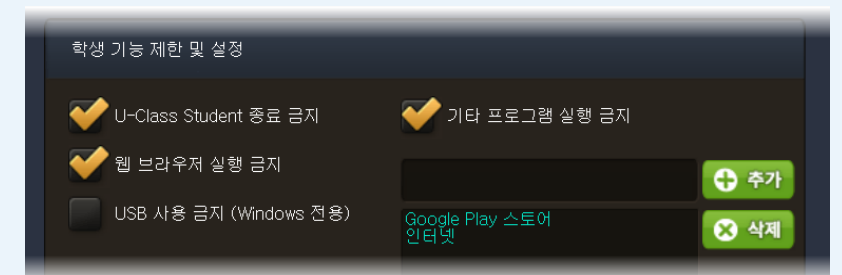 학생 기능 제한 및 설정
U-Class Student 종료 금지
기타 프로그램 실행 금지
웹 브라우저 실행 금지
추가
USB 사용 금지 (Windows 전용)
Google Play 스토어
인터넷
삭제